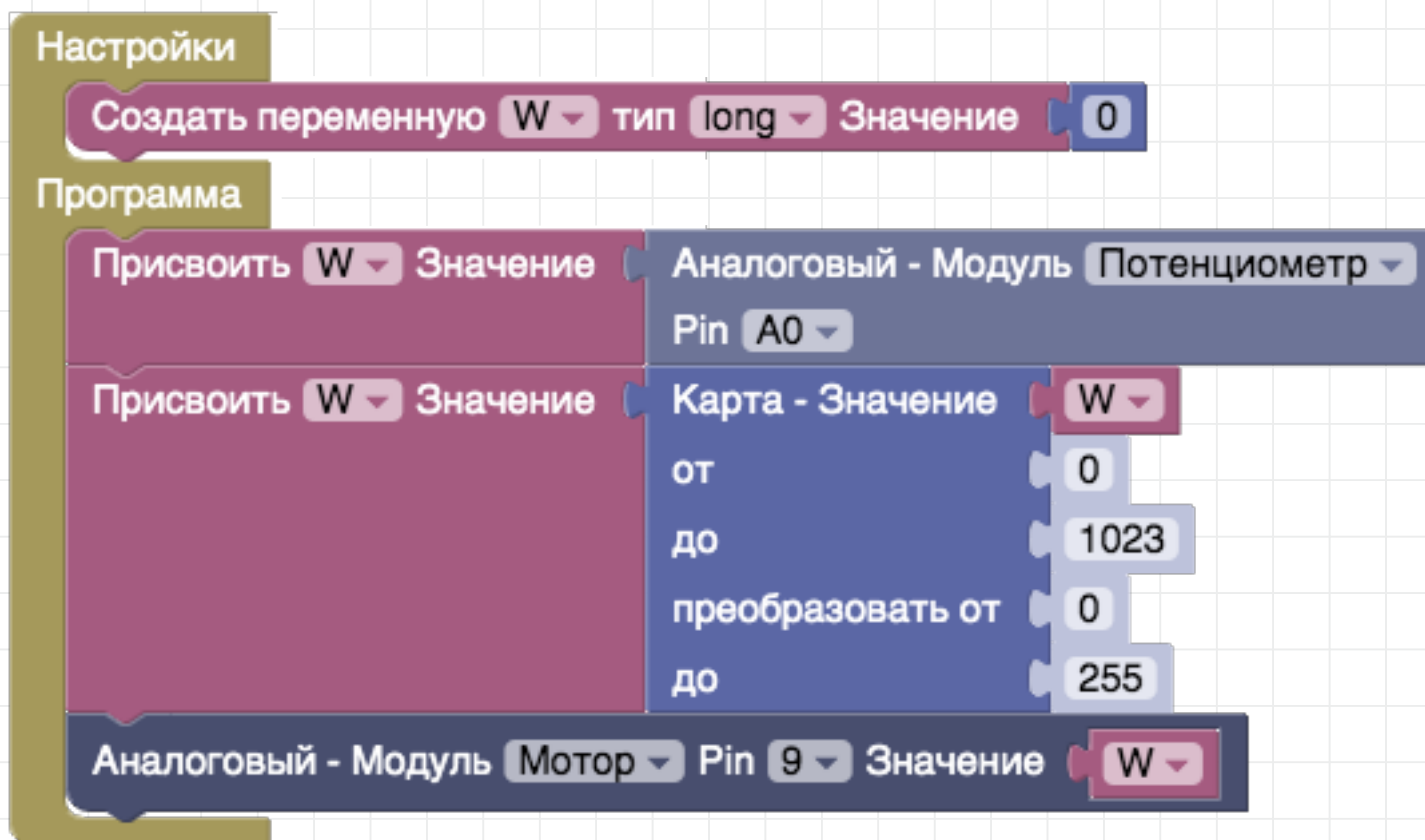 Настройки
Создать переменную W тип long Значение 0
Программа
Присвоить W Значение Аналоговый - Модуль Потенциометр
Pin A0
Присвоить W Значение Карта - Значение W
от 0
до 1023
преобразовать от 0
до 255
Аналоговый - Модуль Мотор Pin 9 Значение W